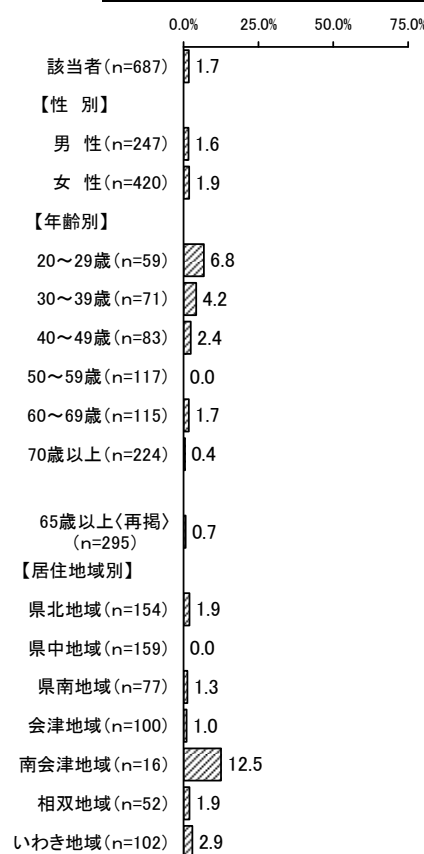 0.0% 25.0% 50.0% 75.0%
該当者(n=687) 1.7
【性 別】
男 性(n=247) 1.6
女 性(n=420) 1.9
【年齢別】
20～29歳(n=59) 6.8
30～39歳(n=71) 4.2
40～49歳(n=83) 2.4
50～59歳(n=117) 0.0
60～69歳(n=115) 1.7
70歳以上(n=224) 0.4
65歳以上〈再掲〉
(n=295) 0.7
【居住地域別】
県北地域(n=154) 1.9
県中地域(n=159) 0.0
県南地域(n=77) 1.3
会津地域(n=100) 1.0
南会津地域(n=16) 12.5
相双地域(n=52) 1.9
いわき地域(n=102) 2.9